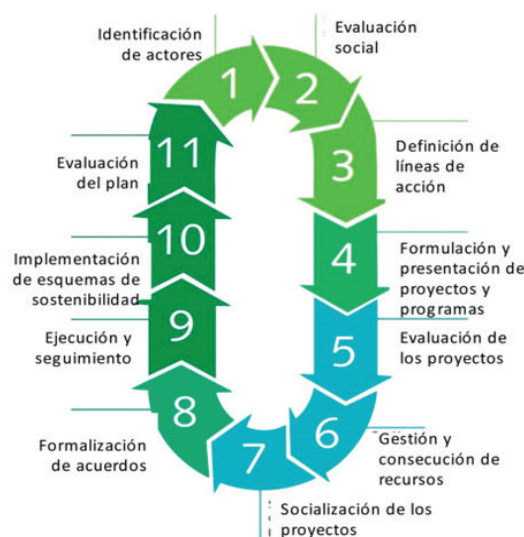 Identificación
de actores
1
Evaluación
social
2
Definición de
líneas de
acción
3
Formulación y
presentación de
proyectos y
programas
4
Evaluación de
los proyectos
5
Gestión y
consecución de
recursos
6
Socialización de los
proyectos
7
Formalización
de acuerdos
8
Ejecución y
seguimiento
9
Implementación
de esquemas de
sostenibilidad
10
Evaluación
del plan
11